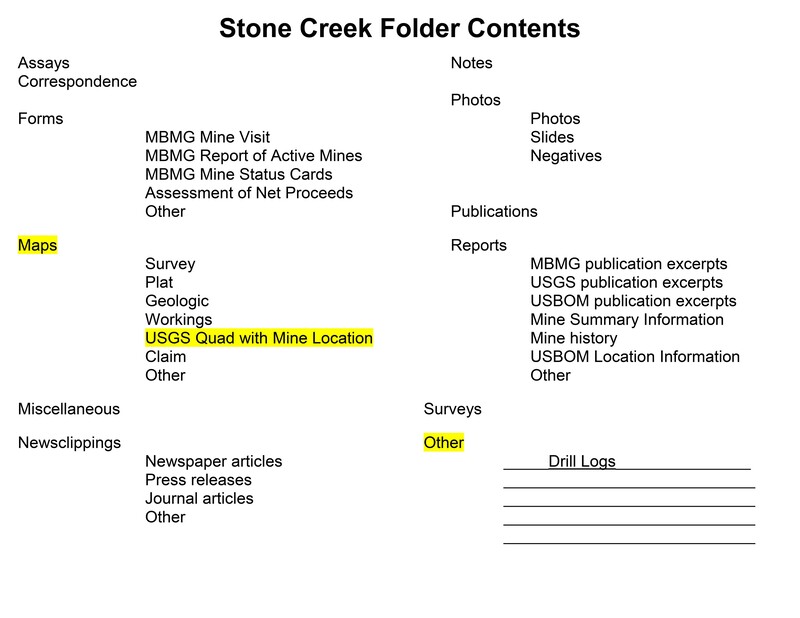 Stone Creek Folder Contents
Assays
Correspondence
Forms
MBMG Mine Visit
MBMG Report of Active Mines
MBMG Mine Status Cards
Assessment of Net Proceeds
Other
Maps
Survey
Plat
Geologic
Workings
USGS Quad with Mine Location
Claim
Other
Miscellaneous
Newsclippings
Newspaper articles
Press releases
Journal articles
Other
Notes
Photos
Photos
Slides
Negatives
Publications
Reports
MBMG publication excerpts
USGS publication excerpts
USBOM publication excerpts
Mine Summary Information
Mine history
USBOM Location Information
Other
Surveys
Other
Drill Logs